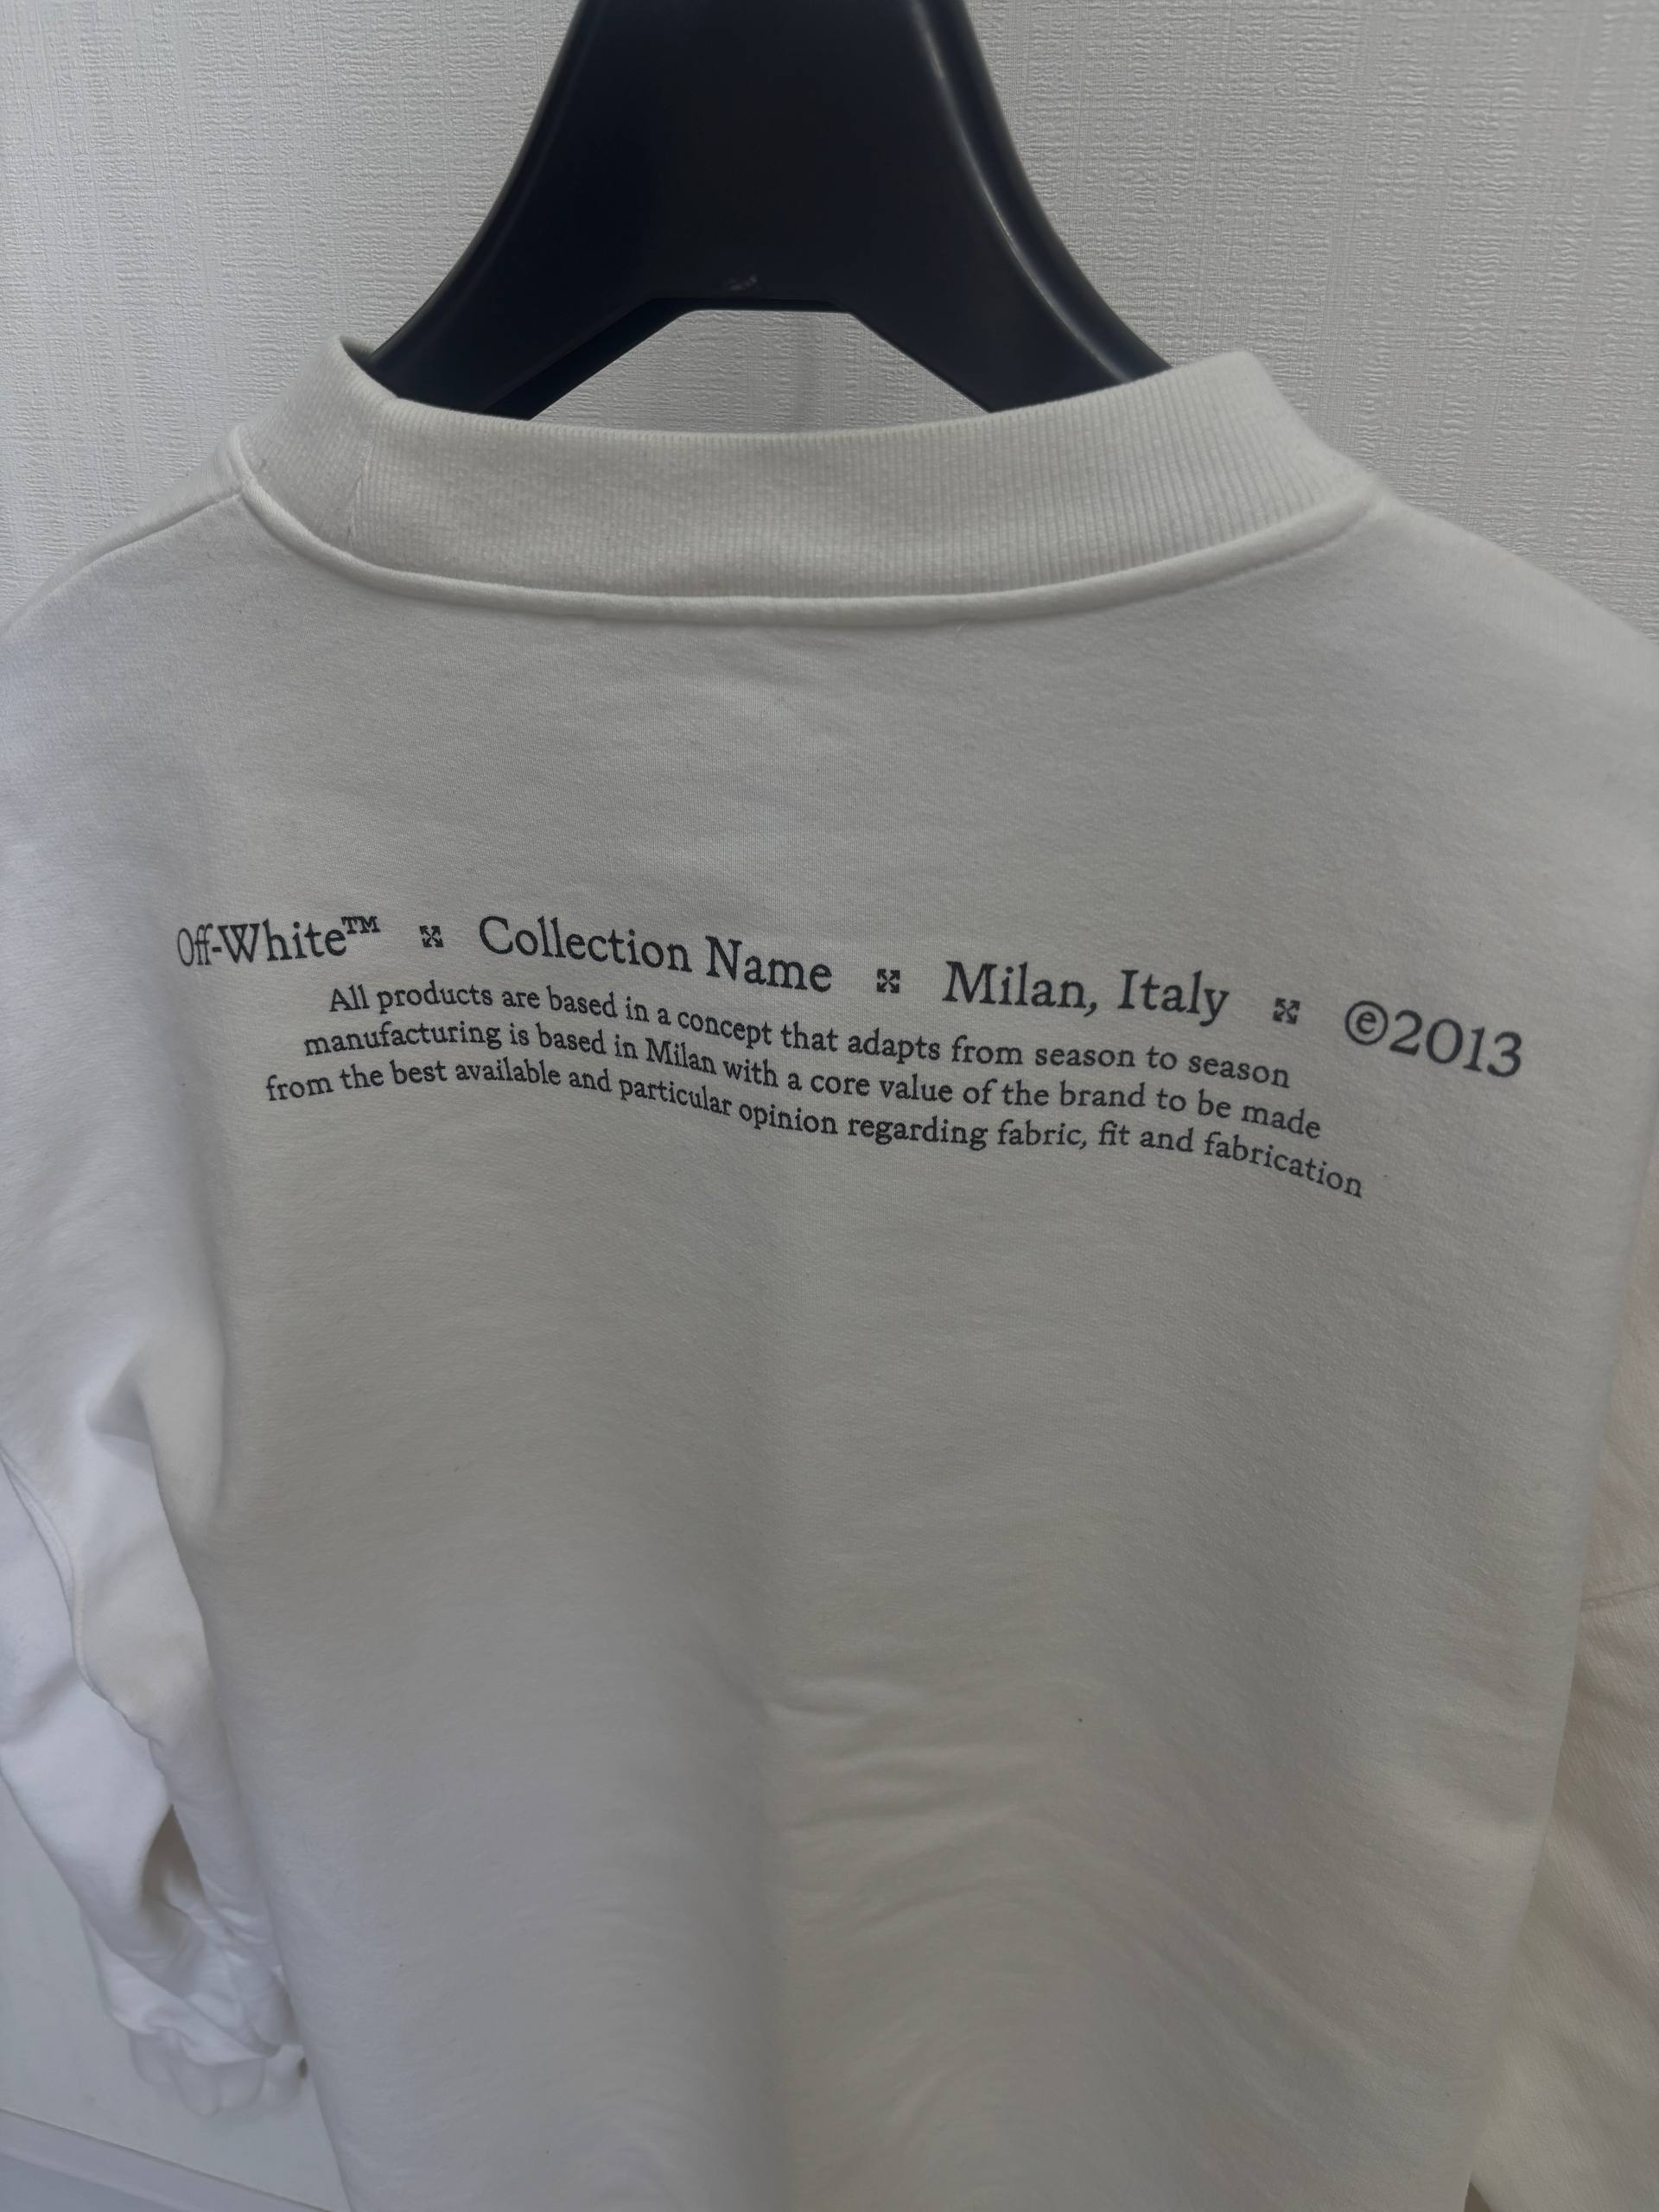 Off-White™ Collection Name Milan, Italy ©2013
All products are based in a concept that adapts from season to season
manufacturing is based in Milan with a core value of the brand to be made
from the best available and particular opinion regarding fabric, fit and fabrication